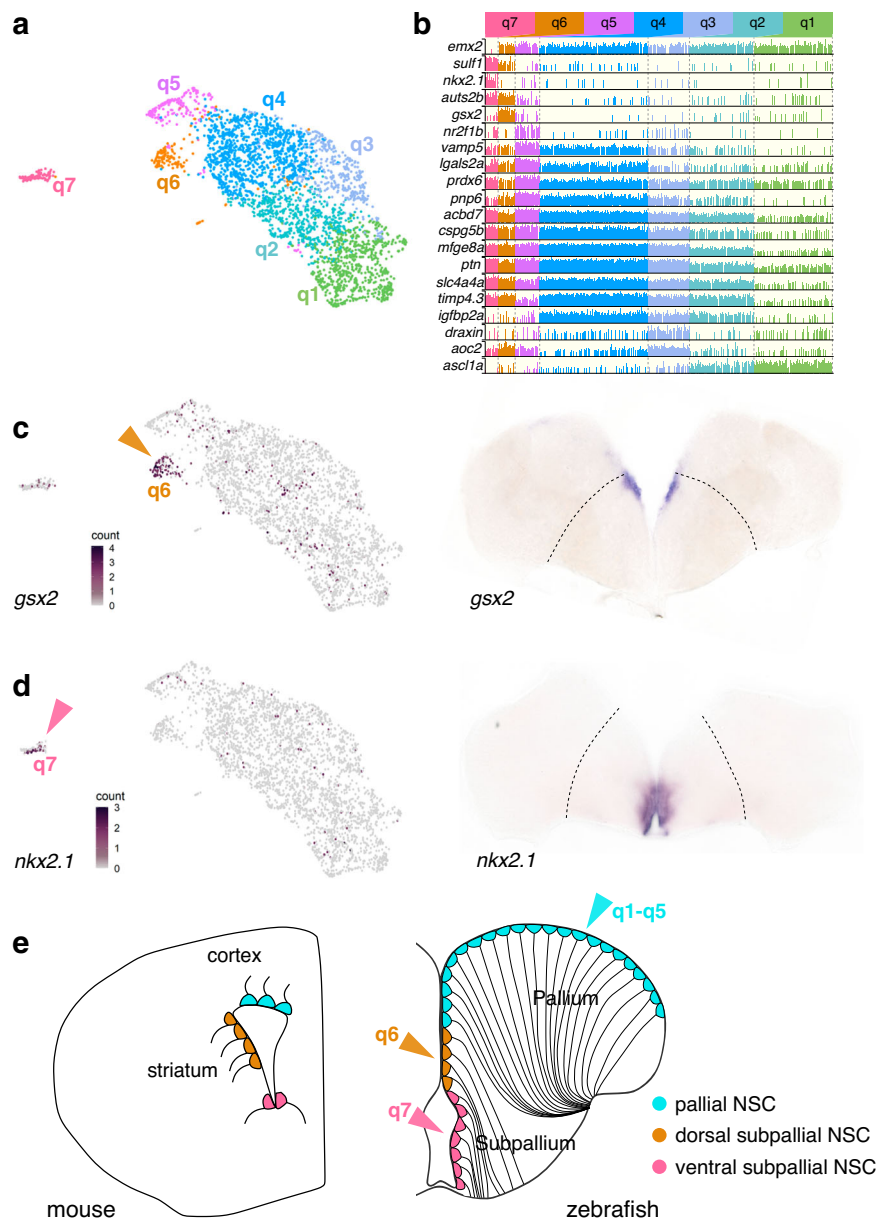 a
q5
q4
q3
q6
q7
q2
q1
b
q7 q6 q5 q4 q3 q2 q1
emx2
sulf1
nkx2.1
auts2b
gsx2
nr2f1b
vamp5
lgals2a
prdx6
pnp6
acbd7
cspg5b
mfge8a
ptn
slc4a4a
timp4.3
igfbp2a
draxin
aoc2
ascl1a
c
q6
count
4
3
2
1
0
gsx2
gsx2
d
q7
count
3
2
1
0
nkx2.1
nkx2.1
e
cortex
striatum
mouse
q1-q5
Pallium
q6
q7
Subpallium
pallial NSC
dorsal subpallial NSC
ventral subpallial NSC
zebrafish